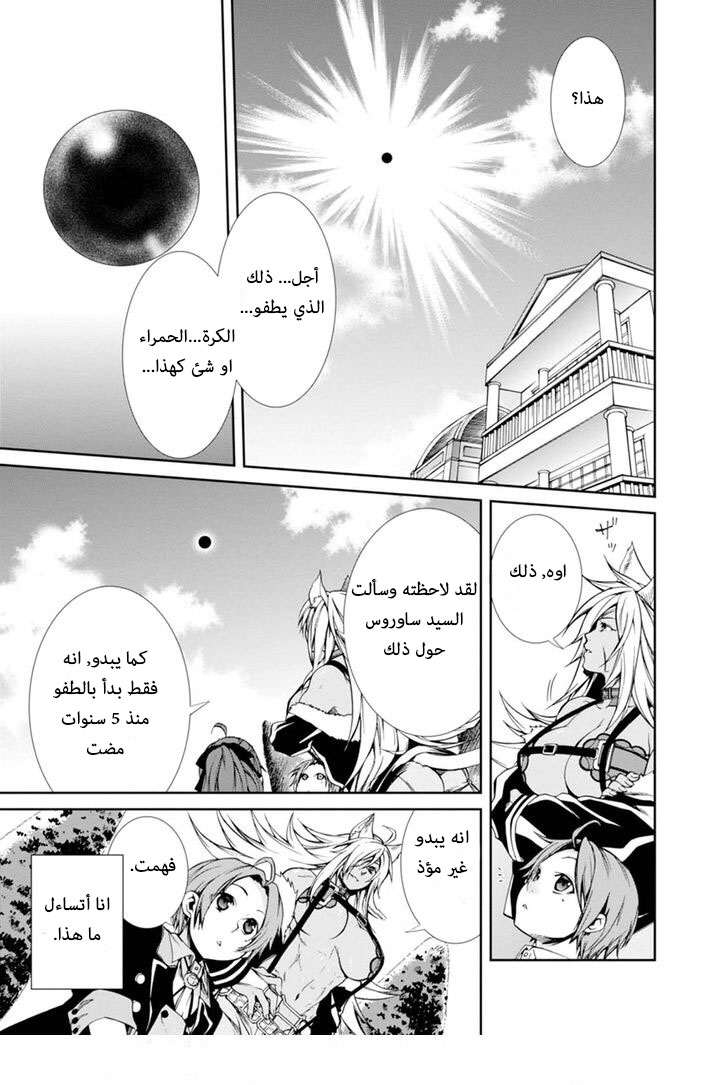 هذا؟
أجل... ذلك
الذي يطفو...
الكرة...الحمراء
او شئ كهذا...
اوه, ذلك
لقد لاحظته وسألت
السيد ساوروس
حول ذلك
كما يبدو, انه
فقط بدأ بالطفو
منذ 5 سنوات
مضت
انه يبدو
غير مؤذ
فهمت.
انا أتساءل
ما هذا.